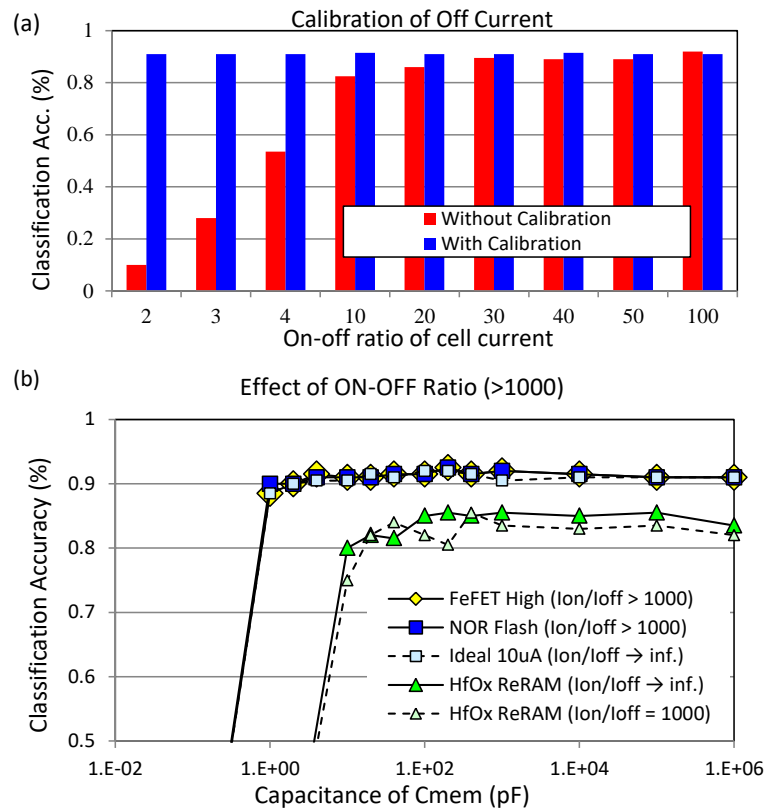 (a)
Calibration of Off Current
Classification Acc. (%)
1
0.8
0.6
0.4
0.2
0
Without Calibration
With Calibration
2 3 4 10 20 30 40 50 100
On-off ratio of cell current
(b)
Effect of ON-OFF Ratio (>1000)
Classification Accuracy (%)
1
0.9
0.8
0.7
0.6
0.5
FeFET High (Ion/Ioff > 1000)
NOR Flash (Ion/Ioff > 1000)
Ideal 10uA (Ion/Ioff → inf.)
HfOx ReRAM (Ion/Ioff → inf.)
HfOx ReRAM (Ion/Ioff = 1000)
1.E-02 1.E+00 1.E+02 1.E+04 1.E+06
Capacitance of Cmem (pF)